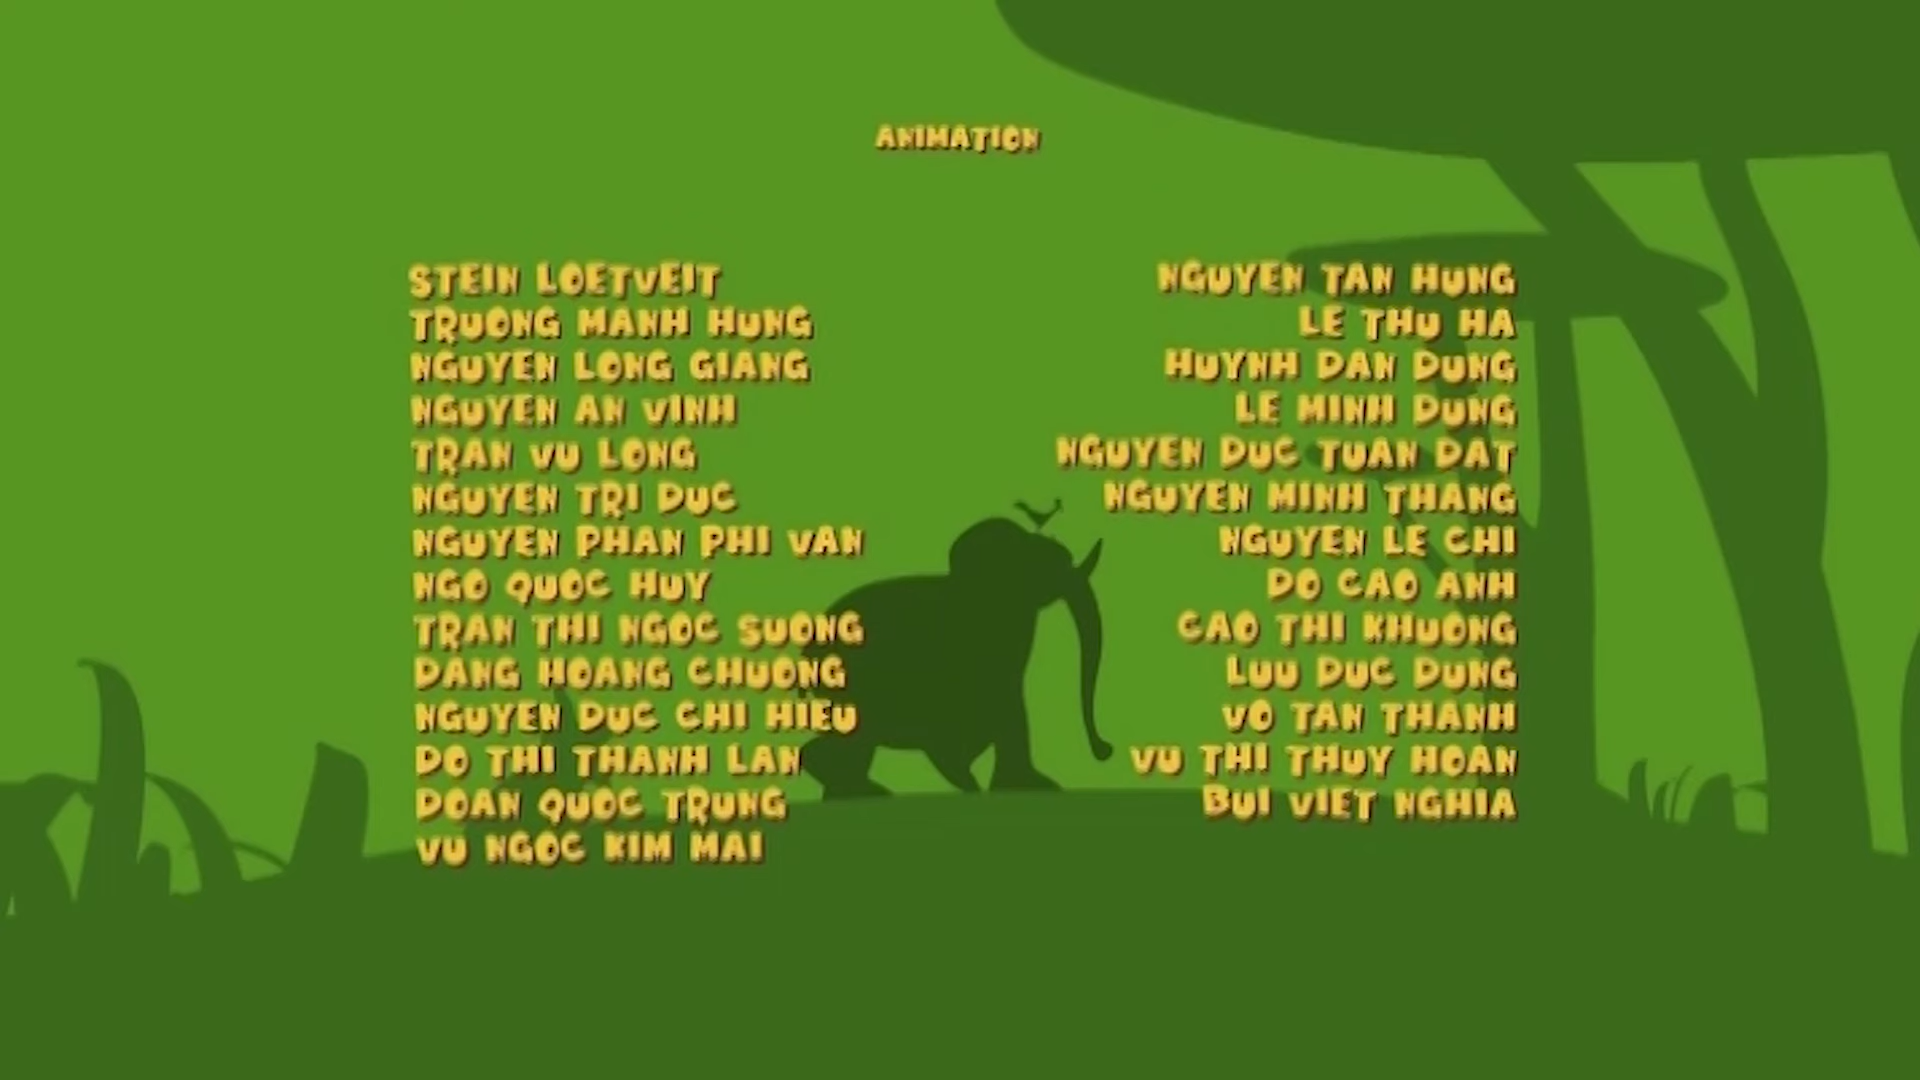 ANIMATION
STEIN LOETVEIT
TRUONG MANH HUNG
NGUYEN LONG GIANG
NGUYEN AN VINH
TRAN VU LONG
NGUYEN TRI DUC
NGUYEN PHAN PHI VAN
NGO QUOC HUY
TRAN THI NGOC SUONG
DANG HOANG CHUONG
NGUYEN DUC CHI HIEU
DO THI THANH LAN
DOAN QUOC TRUNG
VU NGOC KIM MAI
NGUYEN TAN HUNG
LE THU HA
HUYNH DAN DUNG
LE MINH DUNG
NGUYEN DUC TUAN DAT
NGUYEN MINH THANG
NGUYEN LE CHI
DO CAO ANH
CAO THI KHUONG
LUU DUC DUNG
VO TAN THANH
VU THI THUY HOAN
BUI VIET NGHIA